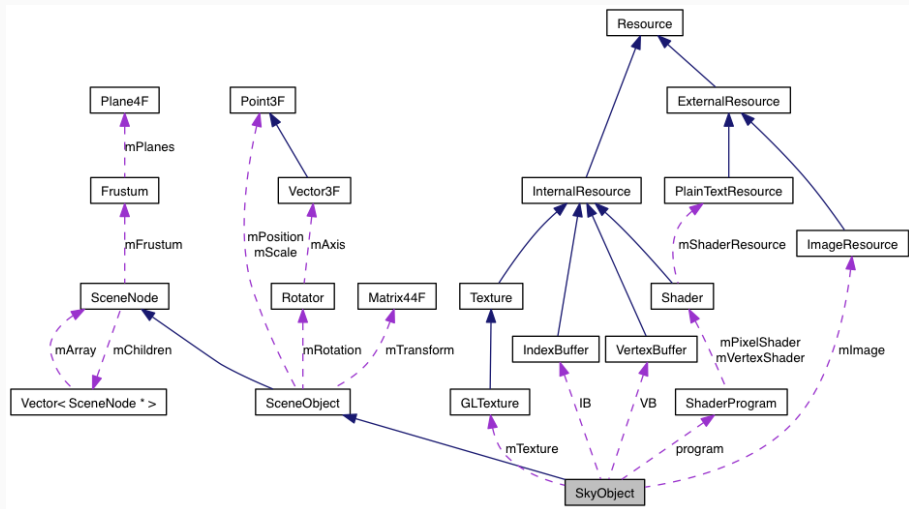 Resource
Plane4F
Point3F
ExternalResource
mPlanes
Frustum
Vector3F
InternalResource
PlainTextResource
mFrustum
mPosition
mScale
mAxis
mShaderResource
ImageResource
SceneNode
Rotator
Matrix44F
Texture
Shader
mArray
mChildren
mRotation
mTransform
IndexBuffer
VertexBuffer
mPixelShader
mVertexShader
mImage
Vector< SceneNode * >
SceneObject
GLTexture
IB
VB
ShaderProgram
mTexture
program
SkyObject